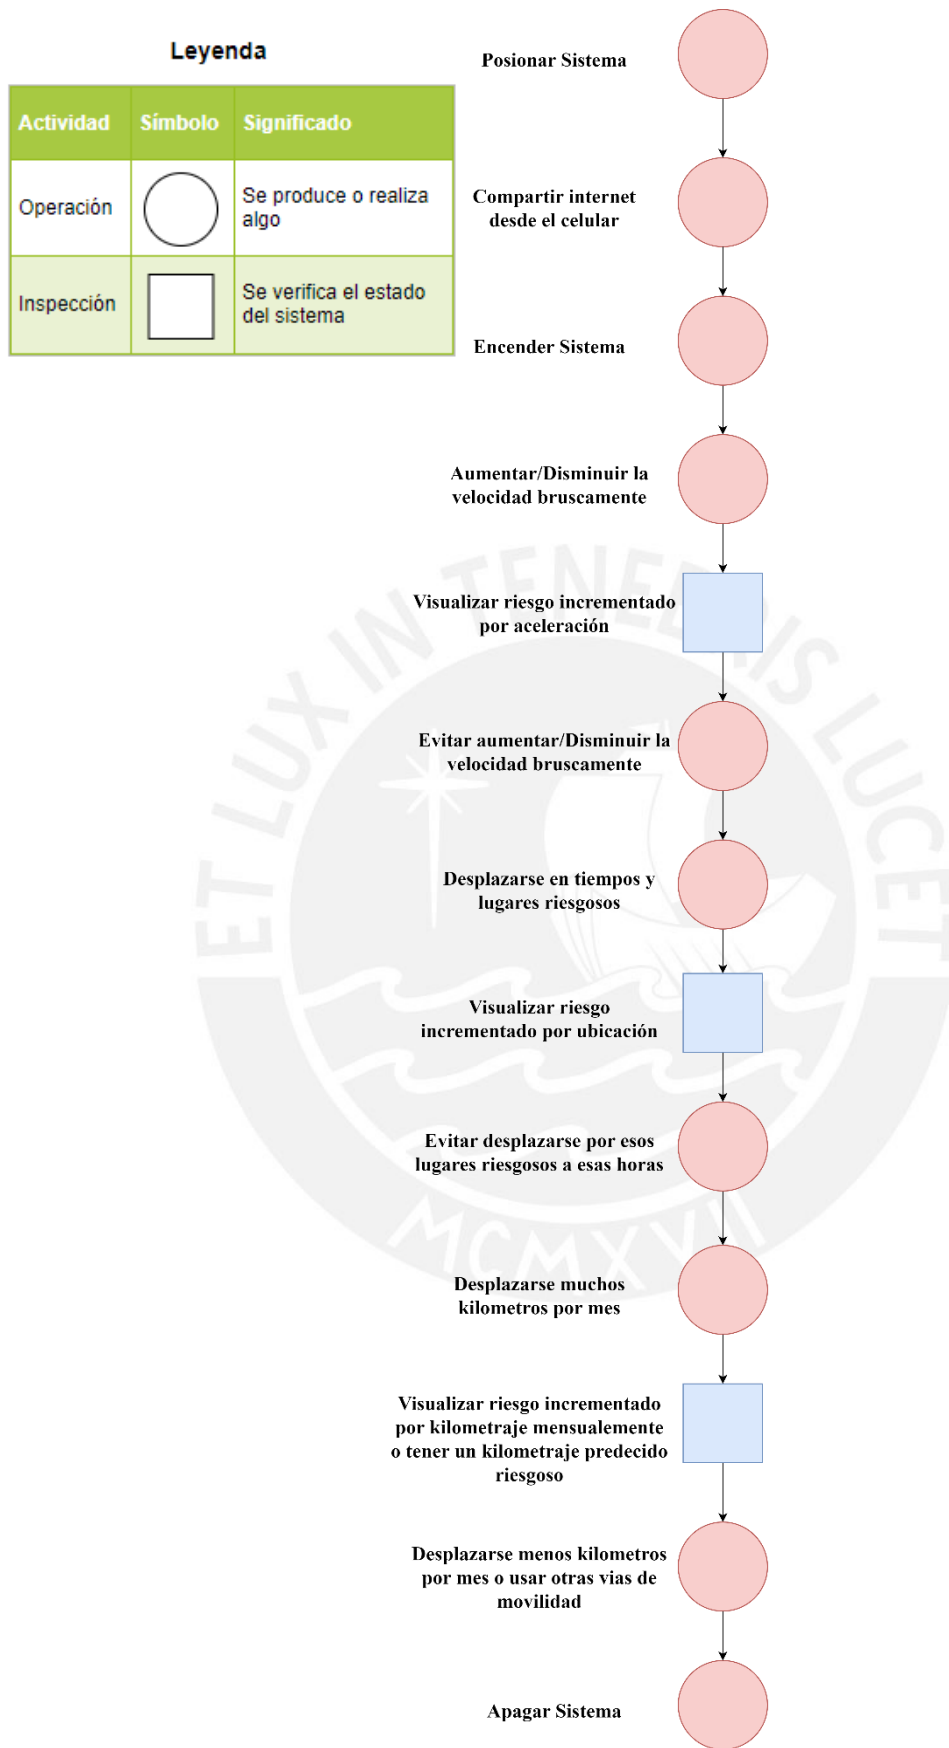 Leyenda
Actividad Símbolo Significado
Operación Se produce o realiza
algo
Inspección Se verifica el estado
del sistema
Posionar Sistema
Compartir internet
desde el celular
Encender Sistema
Aumentar/Disminuir la
velocidad bruscamente
Visualizar riesgo incrementado
por aceleración
Evitar aumentar/Disminuir la
velocidad bruscamente
Desplazarse en tiempos y
lugares riesgosos
Visualizar riesgo
incrementado por ubicación
Evitar desplazarse por esos
lugares riesgosos a esas horas
Desplazarse muchos
kilometros por mes
Visualizar riesgo incrementado
por kilometraje mensualemente
o tener un kilometraje predecido
riesgoso
Desplazarse menos kilometros
por mes o usar otras vias de
movilidad
Apagar Sistema
ET LUX IN TENEBRIS LUCET
MCMXVII